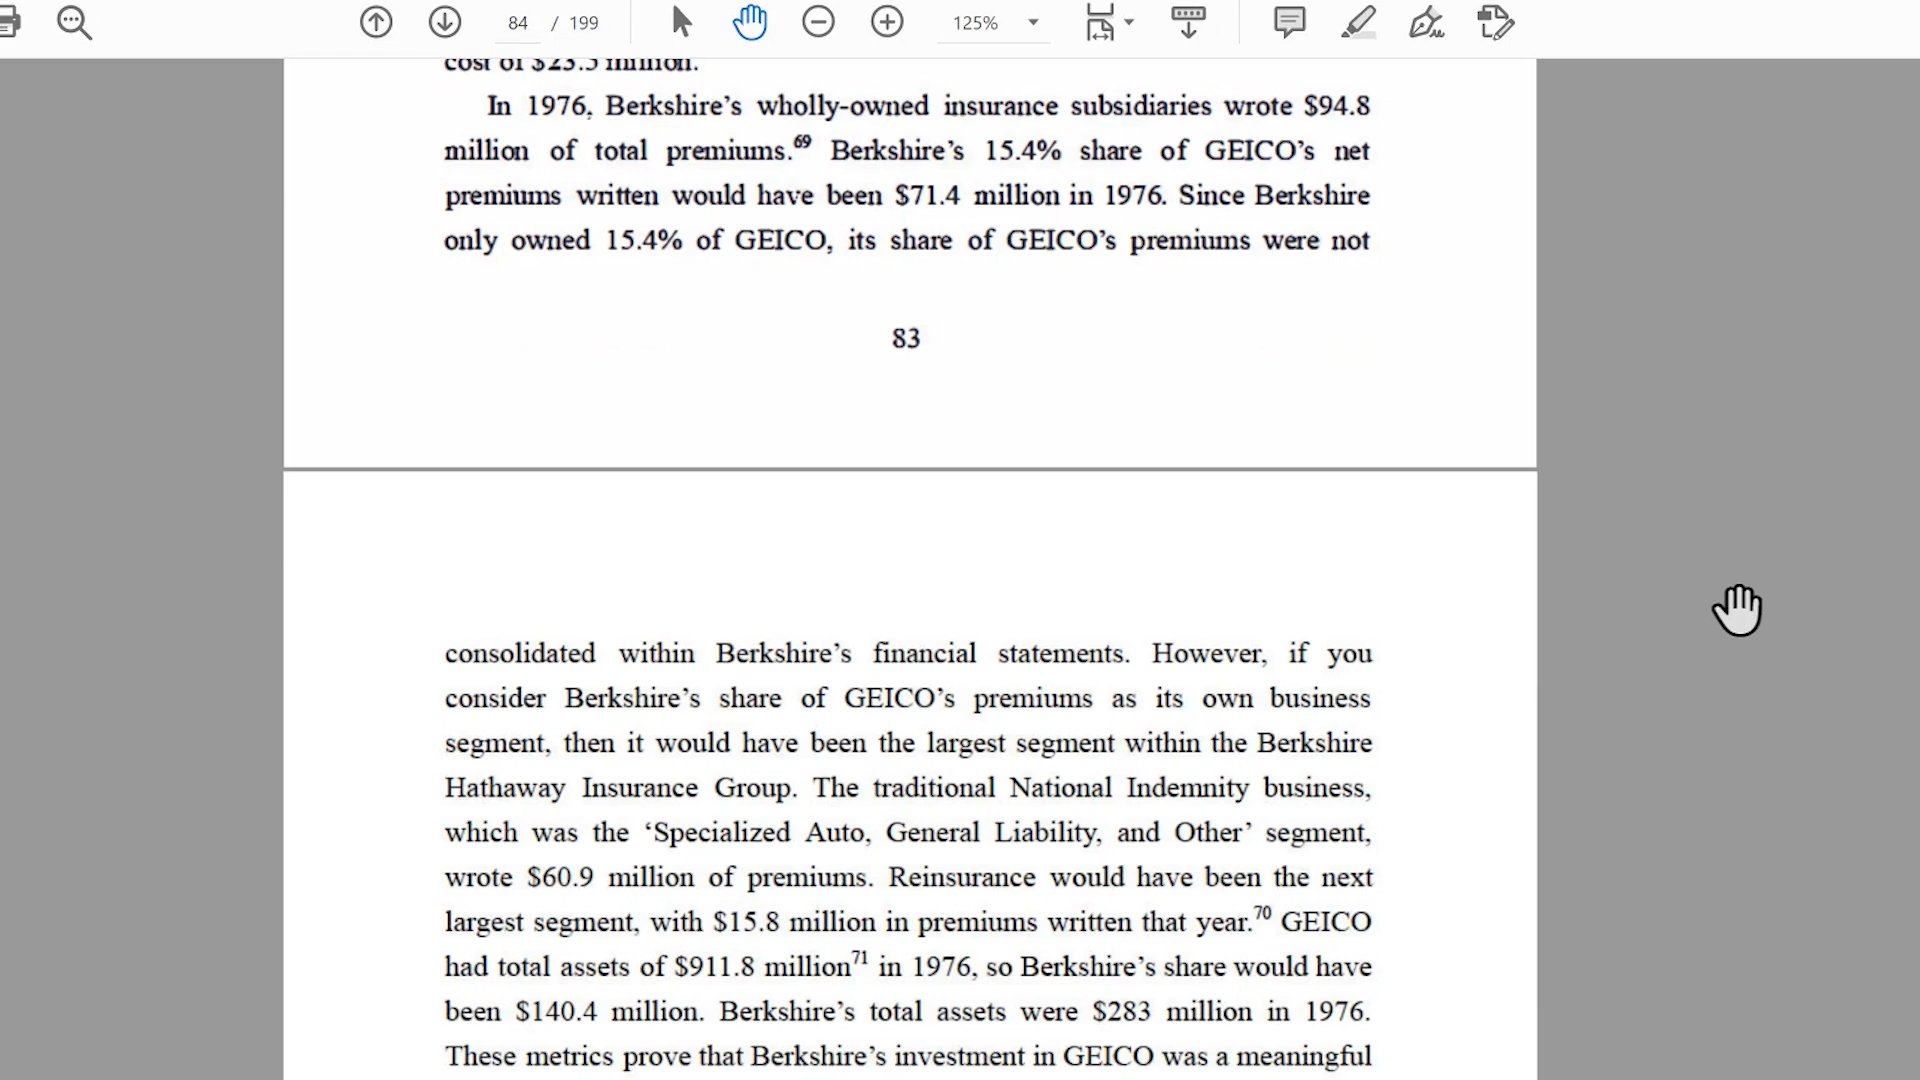 84 / 199
125%
cost of $23.5 million.
In 1976, Berkshire’s wholly-owned insurance subsidiaries wrote $94.8
million of total premiums.69 Berkshire’s 15.4% share of GEICO’s net
premiums written would have been $71.4 million in 1976. Since Berkshire
only owned 15.4% of GEICO, its share of GEICO’s premiums were not
83
consolidated within Berkshire’s financial statements. However, if you
consider Berkshire’s share of GEICO’s premiums as its own business
segment, then it would have been the largest segment within the Berkshire
Hathaway Insurance Group. The traditional National Indemnity business,
which was the ‘Specialized Auto, General Liability, and Other’ segment,
wrote $60.9 million of premiums. Reinsurance would have been the next
largest segment, with $15.8 million in premiums written that year.70 GEICO
had total assets of $911.8 million71 in 1976, so Berkshire’s share would have
been $140.4 million. Berkshire’s total assets were $283 million in 1976.
These metrics prove that Berkshire’s investment in GEICO was a meaningful